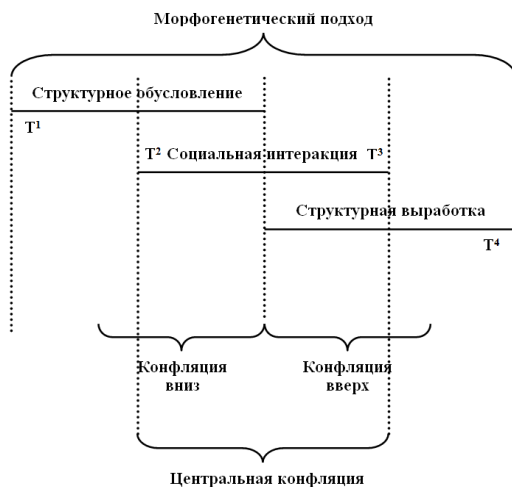 Морфогенетический подход
Структурное обусловление
T¹
T² Социальная интеракция T³
Структурная выработка
T⁴
Конфляция
вниз
Конфляция
вверх
Центральная конфляция